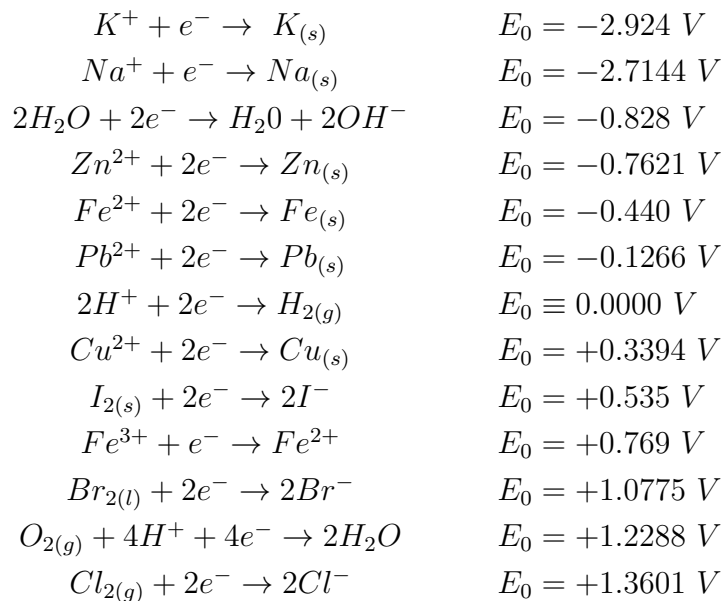 K⁺ + e⁻ → K₍ₛ₎ E₀ = −2.924 V
Na⁺ + e⁻ → Na₍ₛ₎ E₀ = −2.7144 V
2H₂O + 2e⁻ → H₂0 + 2OH⁻ E₀ = −0.828 V
Zn²⁺ + 2e⁻ → Zn₍ₛ₎ E₀ = −0.7621 V
Fe²⁺ + 2e⁻ → Fe₍ₛ₎ E₀ = −0.440 V
Pb²⁺ + 2e⁻ → Pb₍ₛ₎ E₀ = −0.1266 V
2H⁺ + 2e⁻ → H₂₍g₎ E₀ ≡ 0.0000 V
Cu²⁺ + 2e⁻ → Cu₍ₛ₎ E₀ = +0.3394 V
I₂₍ₛ₎ + 2e⁻ → 2I⁻ E₀ = +0.535 V
Fe³⁺ + e⁻ → Fe²⁺ E₀ = +0.769 V
Br₂₍ₗ₎ + 2e⁻ → 2Br⁻ E₀ = +1.0775 V
O₂₍g₎ + 4H⁺ + 4e⁻ → 2H₂O E₀ = +1.2288 V
Cl₂₍g₎ + 2e⁻ → 2Cl⁻ E₀ = +1.3601 V